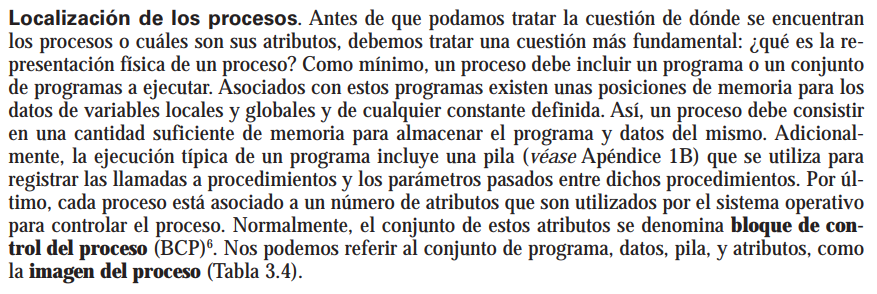 Localización de los procesos. Antes de que podamos tratar la cuestión de dónde se encuentran
los procesos o cuáles son sus atributos, debemos tratar una cuestión más fundamental: ¿qué es la re-
presentación física de un proceso? Como mínimo, un proceso debe incluir un programa o un conjunto
de programas a ejecutar. Asociados con estos programas existen unas posiciones de memoria para los
datos de variables locales y globales y de cualquier constante definida. Así, un proceso debe consistir
en una cantidad suficiente de memoria para almacenar el programa y datos del mismo. Adicional-
mente, la ejecución típica de un programa incluye una pila (véase Apéndice 1B) que se utiliza para
registrar las llamadas a procedimientos y los parámetros pasados entre dichos procedimientos. Por úl-
timo, cada proceso está asociado a un número de atributos que son utilizados por el sistema operativo
para controlar el proceso. Normalmente, el conjunto de estos atributos se denomina bloque de con-
trol del proceso (BCP)⁶. Nos podemos referir al conjunto de programa, datos, pila, y atributos, como
la imagen del proceso (Tabla 3.4).